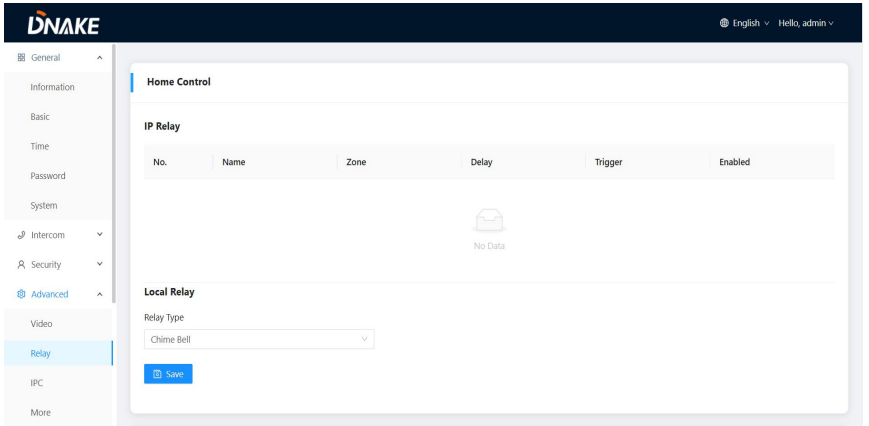 DNAKE
English Hello, admin
General
Information
Basic
Time
Password
System
Intercom
Security
Advanced
Video
Relay
IPC
More
Home Control
IP Relay
No. Name Zone Delay Trigger Enabled
No Data
Local Relay
Relay Type
Chime Bell
Save